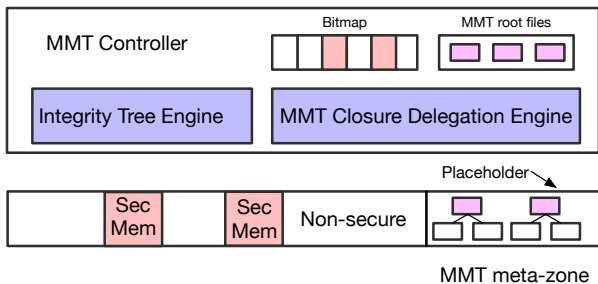 MMT Controller
Bitmap
MMT root files
Integrity Tree Engine
MMT Closure Delegation Engine
Placeholder
Sec
Mem
Sec
Mem
Non-secure
MMT meta-zone